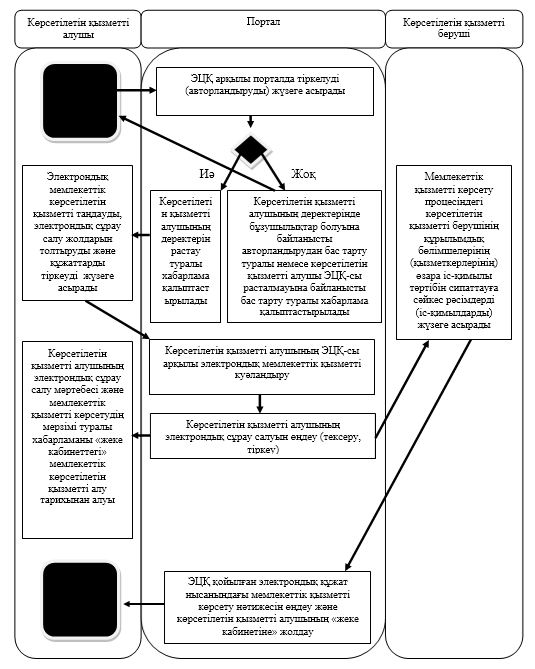 Көрсетілетін қызметті
алушы
Портал
Көрсетілетін қызметті
беруші
ЭЦҚ арқылы порталда тіркелуді
(авторландыруды) жүзеге асырады
Иә
Жоқ
Электрондық
мемлекеттік
көрсетілетін
қызметті таңдауды,
электрондық сұрау
салу жолдарын
толтыруды және
құжаттарды
тіркеуді жүзеге
асырады
Көрсетілеті
н қызметті
алушының
деректерін
растау
туралы
хабарлама
қалыптаст
ырылады
Көрсетілетін қызметті
алушының деректерінде
бұзушылықтар болуына
байланысты
авторландырудан бас тарту
туралы немесе көрсетілетін
қызметті алушы ЭЦҚ-сы
расталмауына байланысты
бас тарту туралы хабарлама
қалыптастырылады
Мемлекеттік
қызметті көрсету
процесіндегі
көрсетілетін
қызметті берушінің
құрылымдық
бөлімшелерінің
(қызметкерлерінің)
өзара іс-қимылы
тәртібін сипаттауға
сәйкес рәсімдерді
(іс-қимылдарды)
жүзеге асырады
Көрсетілетін қызметті алушының ЭЦҚ-сы
арқылы электрондық мемлекеттік қызметті
куәландыру
Көрсетілетін
қызметті алушының
электрондық сұрау
салу мәртебесі және
мемлекеттік
қызметті көрсетудің
мерзімі туралы
хабарламаны «жеке
кабинеттегі»
мемлекеттік
көрсетілетін
қызметті алу
тарихынан алуы
Көрсетілетін қызметті алушының
электрондық сұрау салуын өңдеу (тексеру,
тіркеу)
ЭЦҚ қойылған электрондық құжат
нысанындағы мемлекеттік қызметті
көрсету нәтижесін өңдеу және
көрсетілетін қызметті алушының «жеке
кабинетіне» жолдау